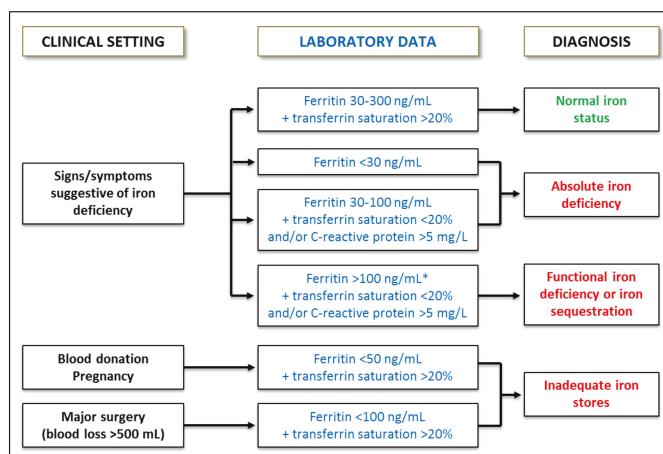 CLINICAL SETTING
LABORATORY DATA
DIAGNOSIS
Signs/symptoms
suggestive of iron
deficiency
Ferritin 30-300 ng/mL
+ transferrin saturation >20%
Normal iron
status
Ferritin <30 ng/mL
Ferritin 30-100 ng/mL
+ transferrin saturation <20%
and/or C-reactive protein >5 mg/L
Absolute iron
deficiency
Ferritin >100 ng/mL*
+ transferrin saturation <20%
and/or C-reactive protein >5 mg/L
Functional iron
deficiency or iron
sequestration
Blood donation
Pregnancy
Ferritin <50 ng/mL
+ transferrin saturation >20%
Major surgery
(blood loss >500 mL)
Ferritin <100 ng/mL
+ transferrin saturation >20%
Inadequate iron
stores